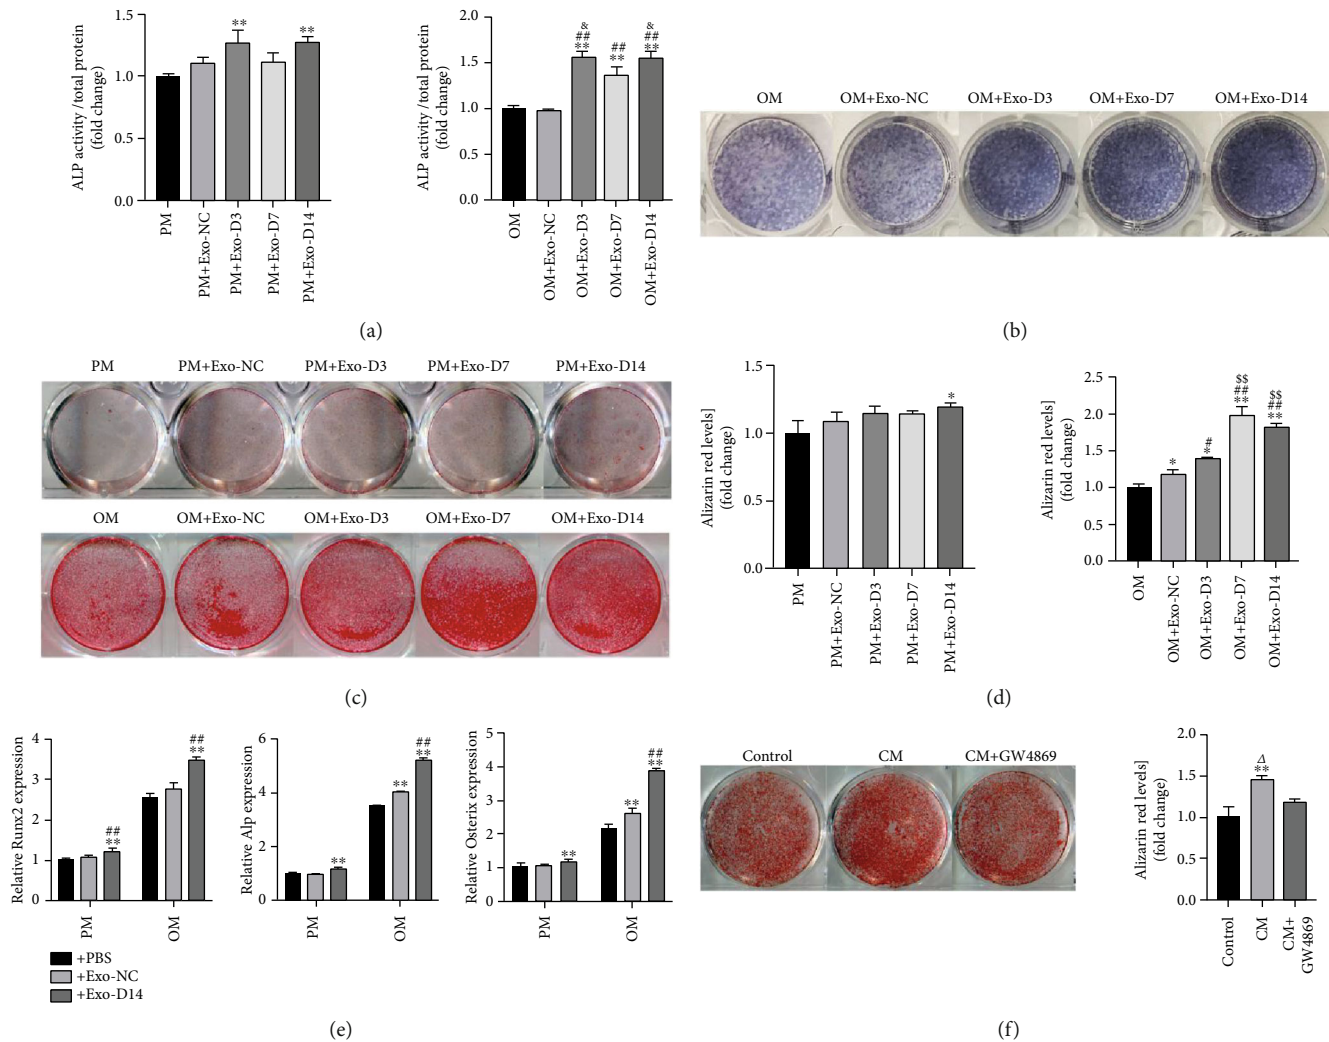 ALP activity/total protein
(fold change)
1.5
1.0
0.5
0.0
**
**
PM
PM+Exo-NC
PM+Exo-D3
PM+Exo-D7
PM+Exo-D14
ALP activity/total protein
(fold change)
2.0
1.5
1.0
0.5
0.0
&
##
**
##
**
&
##
**
OM
OM+Exo-NC
OM+Exo-D3
OM+Exo-D7
OM+Exo-D14
(a)
OM
OM+Exo-NC
OM+Exo-D3
OM+Exo-D7
OM+Exo-D14
(b)
PM
PM+Exo-NC
PM+Exo-D3
PM+Exo-D7
PM+Exo-D14
OM
OM+Exo-NC
OM+Exo-D3
OM+Exo-D7
OM+Exo-D14
(c)
Alizarin red levels]
(fold change)
1.5
1.0
0.5
0.0
*
PM
PM+Exo-NC
PM+Exo-D3
PM+Exo-D7
PM+Exo-D14
Alizarin red levels]
(fold change)
2.5
2.0
1.5
1.0
0.5
0.0
*
#
*
$$
##
**
$$
##
**
OM
OM+Exo-NC
OM+Exo-D3
OM+Exo-D7
OM+Exo-D14
(d)
Relative Runx2 expression
4
3
2
1
0
##
**
##
**
PM
OM
Relative Alp expression
6
4
2
0
**
**
##
**
PM
OM
Relative Osterix expression
5
4
3
2
1
0
**
**
##
**
PM
OM
+PBS
+Exo-NC
+Exo-D14
(e)
Control
CM
CM+GW4869
Alizarin red levels]
(fold change)
2.0
1.5
1.0
0.5
0.0
Δ
**
Control
CM
CM+
GW4869
(f)